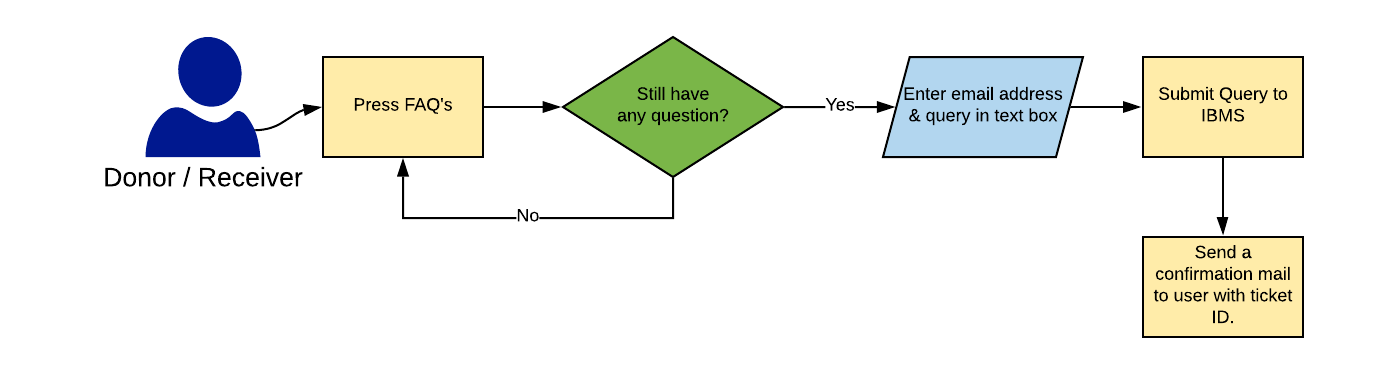 Donor / Receiver
Press FAQ's
Still have
any question?
No
Yes
Enter email address
& query in text box
Submit Query to
IBMS
Send a
confirmation mail
to user with ticket
ID.